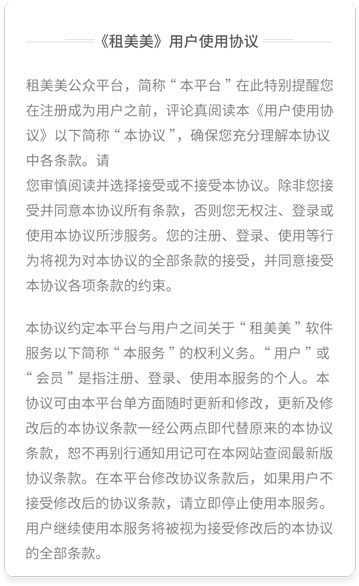 《租美美》用户使用协议
租美美公众平台，简称“本平台”在此特别提醒您
在注册成为用户之前，评论真阅读本《用户使用协
议》以下简称“本协议”，确保您充分理解本协议
中各条款。请
您审慎阅读并选择接受或不接受本协议。除非您接
受并同意本协议所有条款，否则您无权注、登录或
使用本协议所涉服务。您的注册、登录、使用等行
为将视为对本协议的全部条款的接受，并同意接受
本协议各项条款的约束。
本协议约定本平台与用户之间关于“租美美”软件
服务以下简称“本服务”的权利义务。“用户”或
“会员”是指注册、登录、使用本服务的个人。本
协议可由本平台单方面随时更新和修改，更新及修
改后的本协议条款一经公两点即代替原来的本协议
条款，恕不再别行通知用记可在本网站查阅最新版
协议条款。在本平台修改协议条款后，如果用户不
接受修改后的协议条款，请立即停止使用本服务。
用户继续使用本服务将被视为接受修改后的本协议
的全部条款。